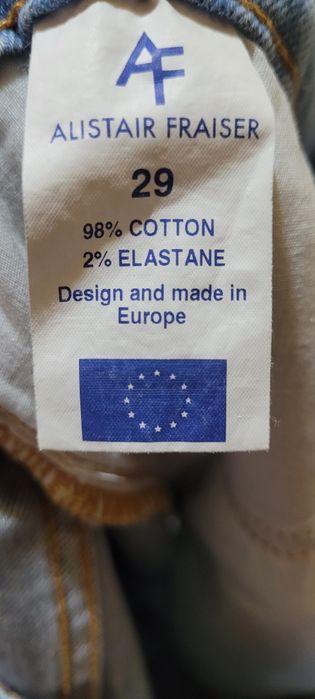 AF
ALISTAIR FRAISER
29
98% COTTON
2% ELASTANE
Design and made in
Europe